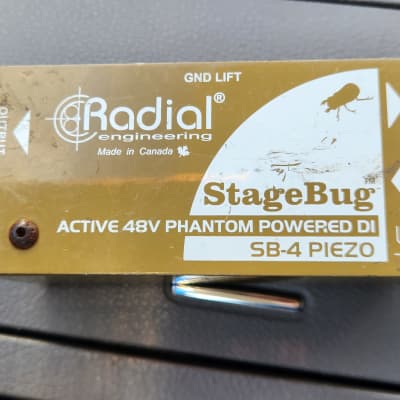 GND LIFT
OUTPUT
Radial®
engineering
Made in Canada
StageBug™
ACTIVE 48V PHANTOM POWERED DI
SB-4 PIEZO